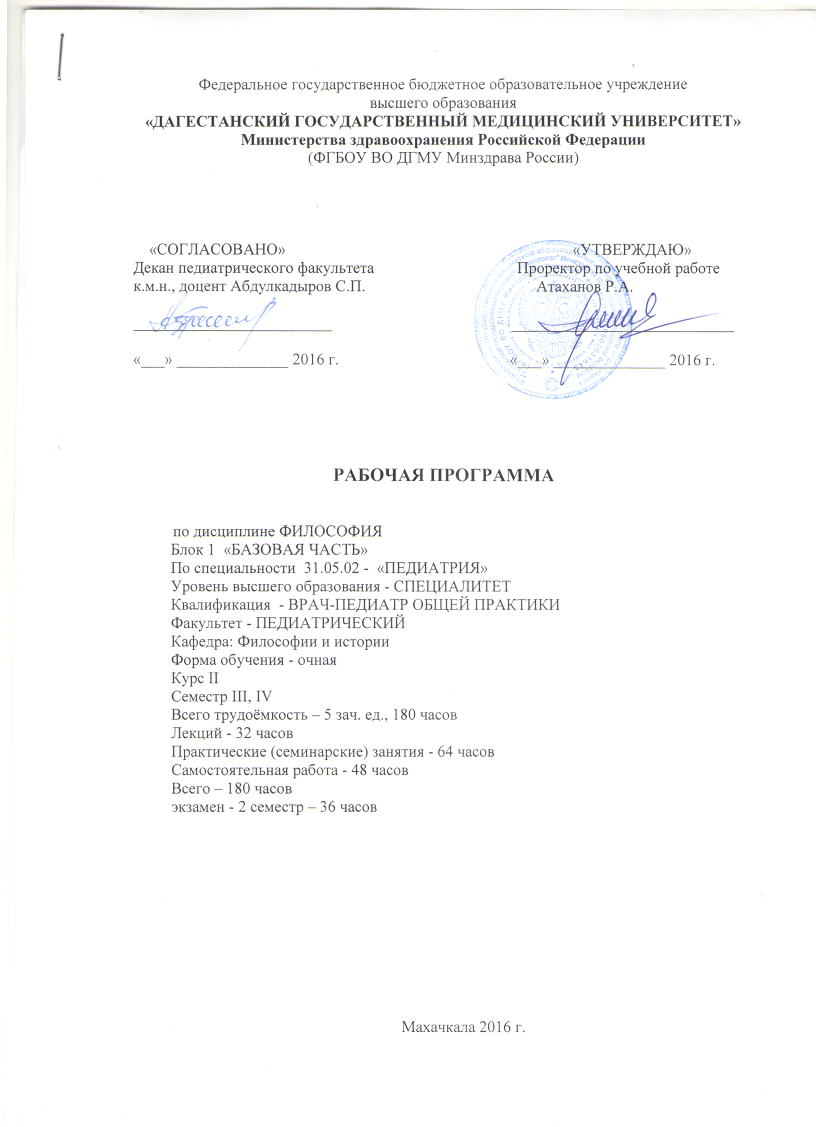 Федеральное государственное бюджетное образовательное учреждение
высшего образования
«ДАГЕСТАНСКИЙ ГОСУДАРСТВЕННЫЙ МЕДИЦИНСКИЙ УНИВЕРСИТЕТ»
Министерства здравоохранения Российской Федерации
(ФГБОУ ВО ДГМУ Минздрава России)
«СОГЛАСОВАНО» «УТВЕРЖДАЮ»
Декан педиатрического факультета Проректор по учебной работе
к.м.н., доцент Абдулкадыров С.П. Атаханов Р.А.
«___» ______________ 2016 г. «___» ______________ 2016 г.
РАБОЧАЯ ПРОГРАММА
по дисциплине ФИЛОСОФИЯ
Блок 1 «БАЗОВАЯ ЧАСТЬ»
По специальности 31.05.02 - «ПЕДИАТРИЯ»
Уровень высшего образования - СПЕЦИАЛИТЕТ
Квалификация - ВРАЧ-ПЕДИАТР ОБЩЕЙ ПРАКТИКИ
Факультет - ПЕДИАТРИЧЕСКИЙ
Кафедра: Философии и истории
Форма обучения - очная
Курс II
Семестр III, IV
Всего трудоёмкость – 5 зач. ед., 180 часов
Лекций - 32 часов
Практические (семинарские) занятия - 64 часов
Самостоятельная работа - 48 часов
Всего – 180 часов
экзамен - 2 семестр – 36 часов
Махачкала 2016 г.